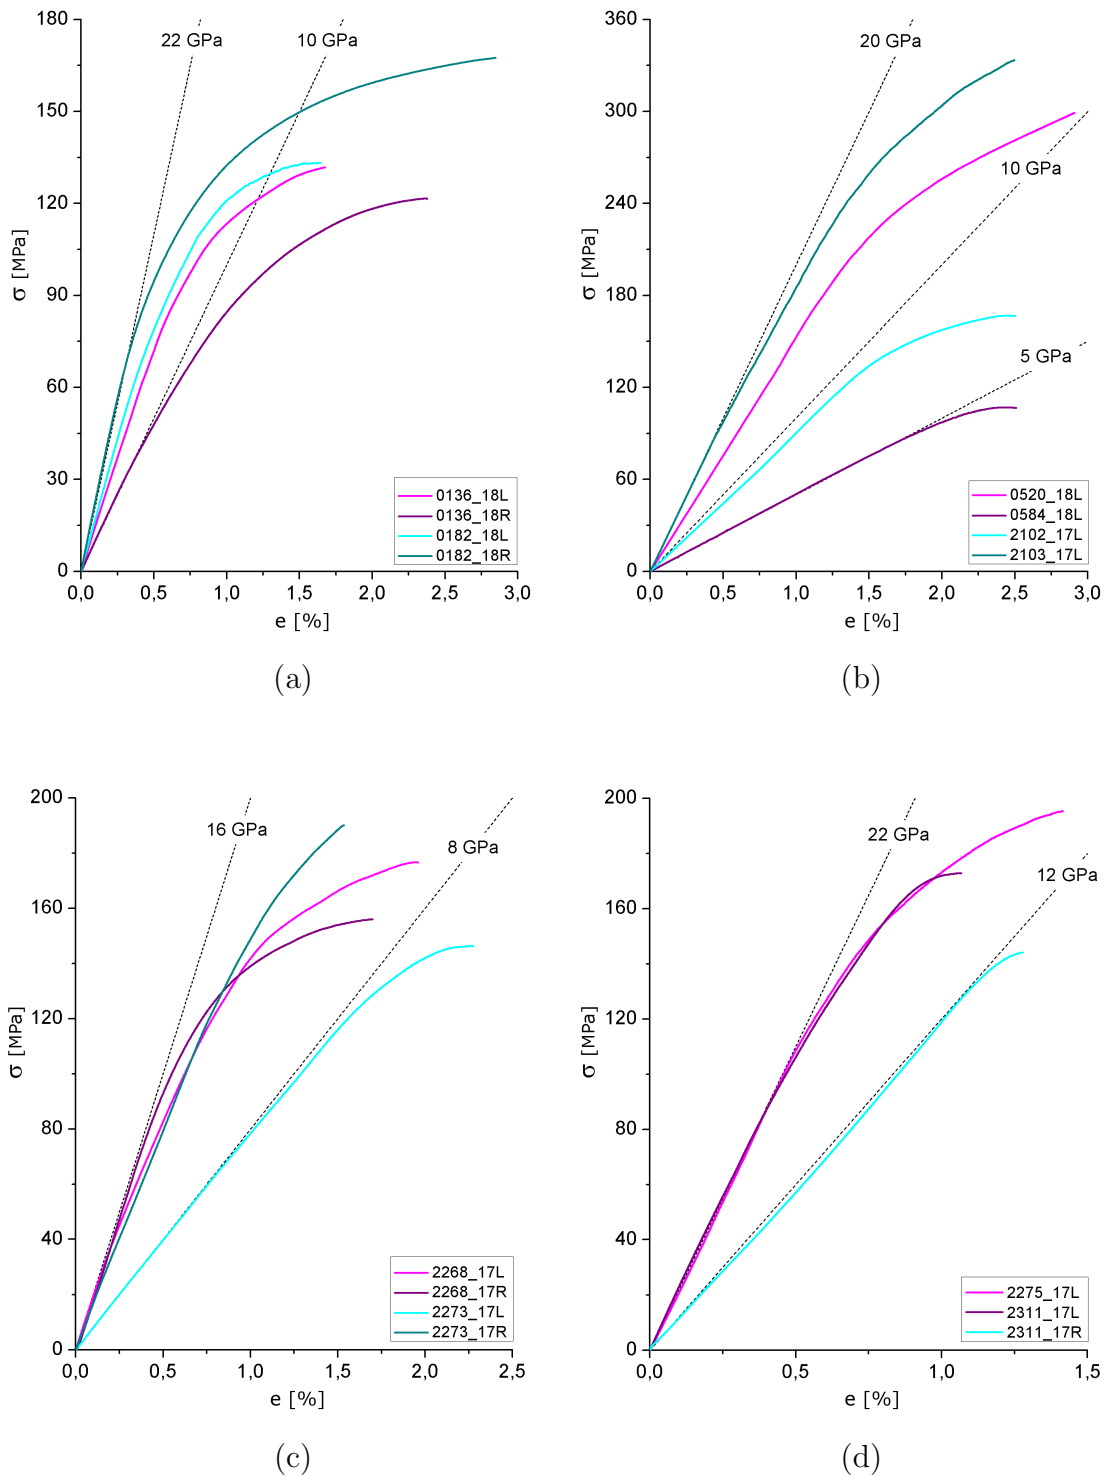 180
150
120
90
60
30
0
σ [MPa]
22 GPa
10 GPa
0136_18L
0136_18R
0182_18L
0182_18R
0,0 0,5 1,0 1,5 2,0 2,5 3,0
e [%]
(a)
360
300
240
180
120
60
0
σ [MPa]
20 GPa
10 GPa
5 GPa
0520_18L
0584_18L
2102_17L
2103_17L
0,0 0,5 1,0 1,5 2,0 2,5 3,0
e [%]
(b)
200
160
120
80
40
0
σ [MPa]
16 GPa
8 GPa
2268_17L
2268_17R
2273_17L
2273_17R
0,0 0,5 1,0 1,5 2,0 2,5
e [%]
(c)
200
160
120
80
40
0
σ [MPa]
22 GPa
12 GPa
2275_17L
2311_17L
2311_17R
0,0 0,5 1,0 1,5
e [%]
(d)